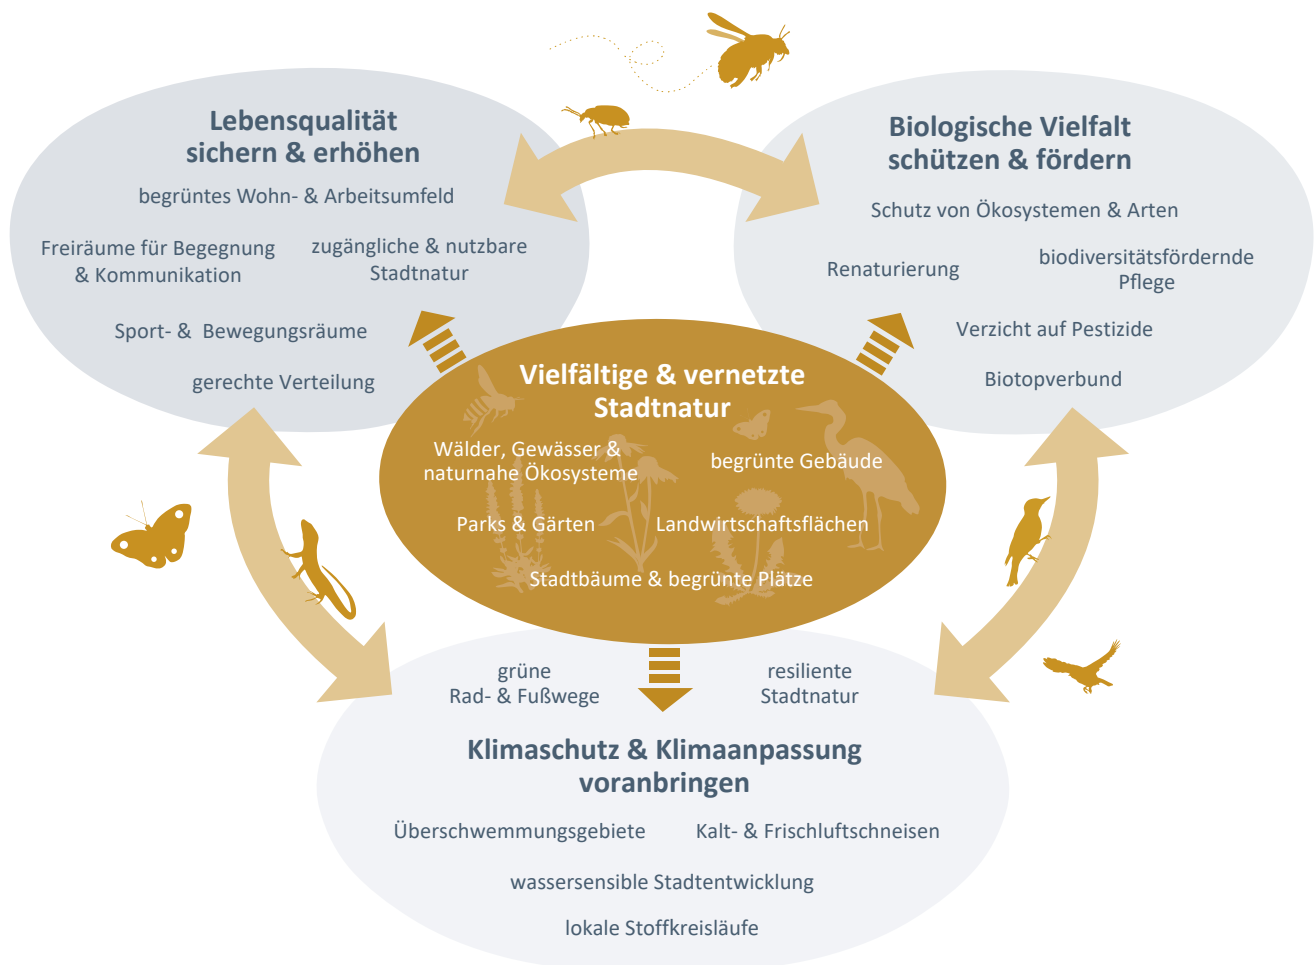 Lebensqualität
sichern & erhöhen
begrüntes Wohn- & Arbeitsumfeld
Freiräume für Begegnung
& Kommunikation
zugängliche & nutzbare
Stadtnatur
Sport- & Bewegungsräume
gerechte Verteilung
Biologische Vielfalt
schützen & fördern
Schutz von Ökosystemen & Arten
Renaturierung
biodiversitätsfördernde
Pflege
Verzicht auf Pestizide
Biotopverbund
Vielfältige & vernetzte
Stadtnatur
Wälder, Gewässer &
naturnahe Ökosysteme
begrünte Gebäude
Parks & Gärten
Landwirtschaftsflächen
Stadtbäume & begrünte Plätze
grüne
Rad- & Fußwege
resiliente
Stadtnatur
Klimaschutz & Klimaanpassung
voranbringen
Überschwemmungsgebiete
Kalt- & Frischluftschneisen
wassersensible Stadtentwicklung
lokale Stoffkreisläufe